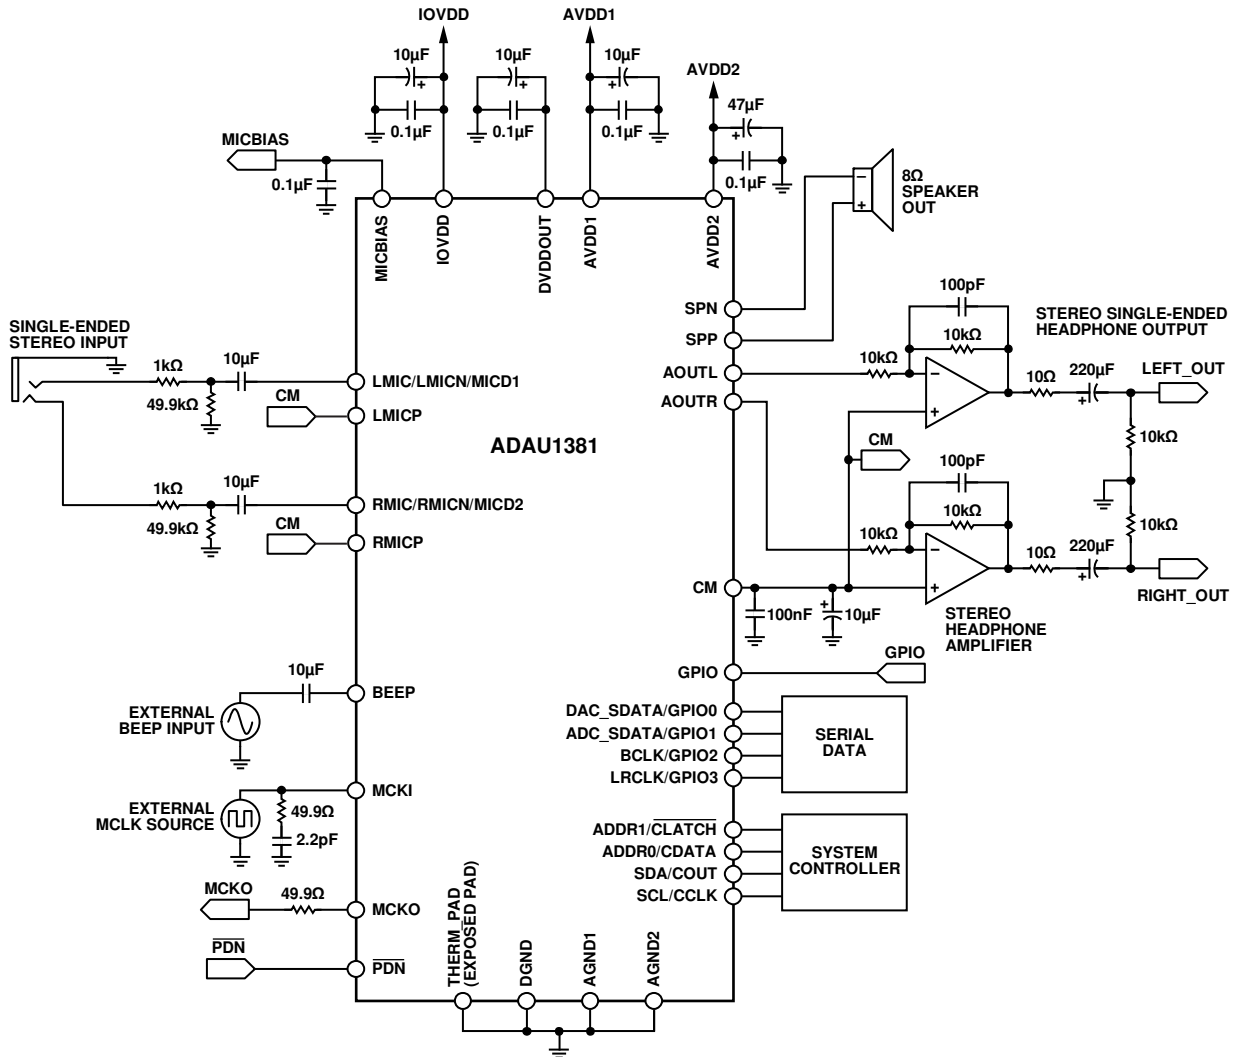 IOVDD
AVDD1
AVDD2
10µF
10µF
10µF
47µF
0.1µF
0.1µF
0.1µF
0.1µF
MICBIAS
0.1µF
8Ω
SPEAKER
OUT
−
+
MICBIAS
IOVDD
DVDDOUT
AVDD1
AVDD2
SPN
SPP
AOUTL
AOUTR
SINGLE-ENDED
STEREO INPUT
1kΩ
10µF
49.9kΩ
CM
LMIC/LMICN/MICD1
LMICP
ADAU1381
1kΩ
10µF
49.9kΩ
CM
RMIC/RMICN/MICD2
RMICP
100pF
10kΩ
10kΩ
−
+
STEREO SINGLE-ENDED
HEADPHONE OUTPUT
10Ω
220µF
+
LEFT_OUT
10kΩ
CM
100pF
10kΩ
10kΩ
−
+
10Ω
220µF
+
10kΩ
RIGHT_OUT
STEREO
HEADPHONE
AMPLIFIER
CM
100nF
+
10µF
GPIO
GPIO
10µF
BEEP
EXTERNAL
BEEP INPUT
DAC_SDATA/GPIO0
ADC_SDATA/GPIO1
BCLK/GPIO2
LRCLK/GPIO3
SERIAL
DATA
EXTERNAL
MCLK SOURCE
MCKI
49.9Ω
2.2pF
ADDR1/CLATCH
ADDR0/CDATA
SDA/COUT
SCL/CCLK
SYSTEM
CONTROLLER
MCKO
49.9Ω
MCKO
PDN
PDN
THERM_PAD
(EXPOSED PAD)
DGND
AGND1
AGND2